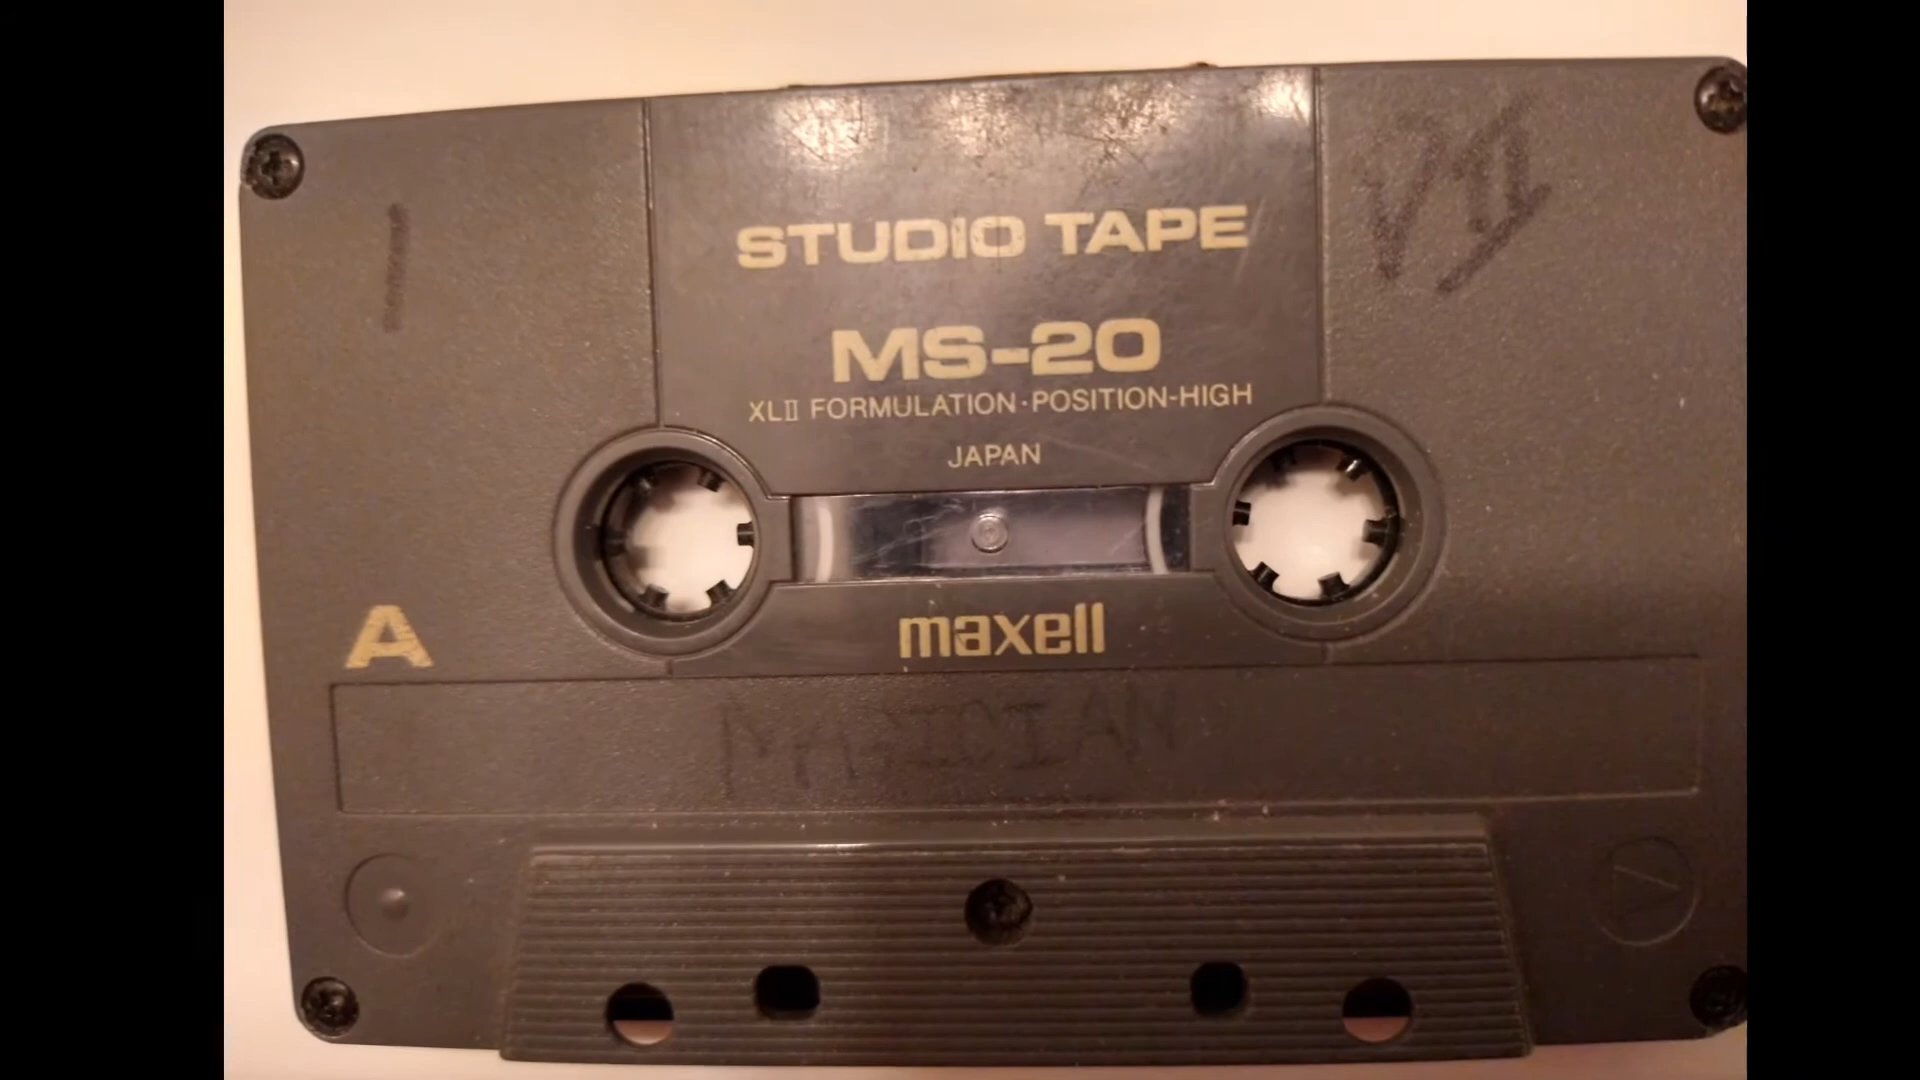 STUDIO TAPE
MS-20
XLII FORMULATION·POSITION-HIGH
JAPAN
maxell
A
MAGICIAN